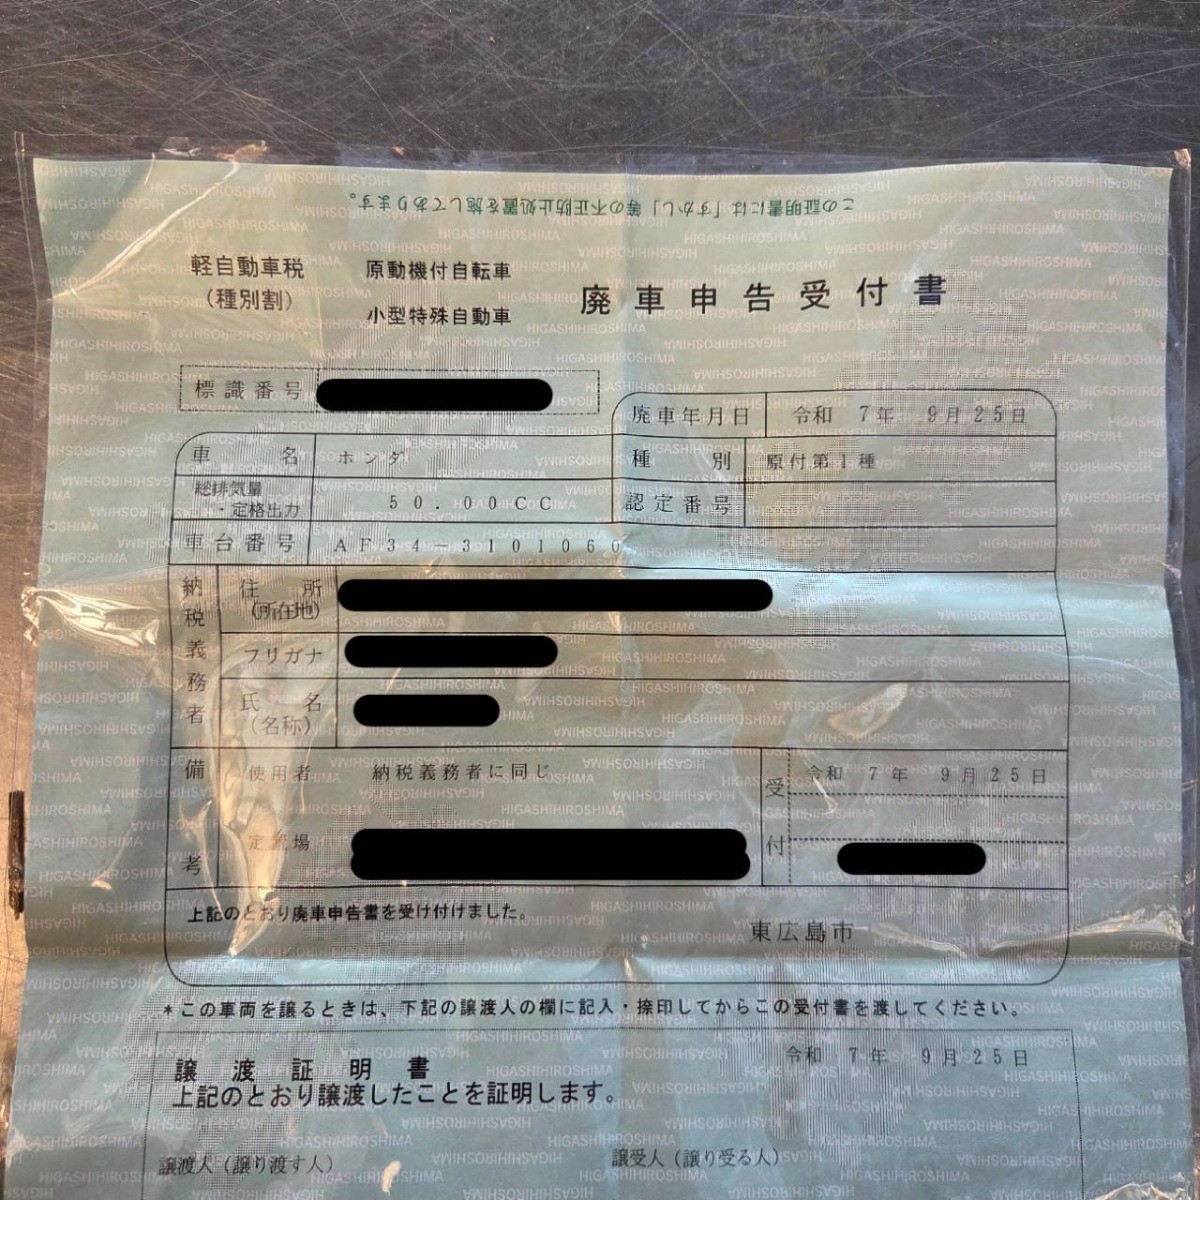 この証明書には「すかし」等の不正防止処置を施してあります。
軽自動車税
(種別割)
原動機付自転車
小型特殊自動車
廃車申告受付書
標識番号
廃車年月日 令和 7年 9月25日
車名 ホンダ
種別 原付第1種
総排気量
・定格出力
50.00CC
認定番号
車台番号 AF34-3101060
納税義務者
住所
(所在地)
フリガナ
氏名
(名称)
備考
使用者 納税義務者に同じ
定置場
受付
令和 7年 9月25日
上記のとおり廃車申告書を受け付けました。
東広島市
*この車両を譲るときは、下記の譲渡人の欄に記入・捺印してからこの受付書を渡してください。
令和 7年 9月25日
譲渡証明書
上記のとおり譲渡したことを証明します。
譲渡人(譲り渡す人)
譲受人(譲り受る人)
HIGASHIHIROSHIMA